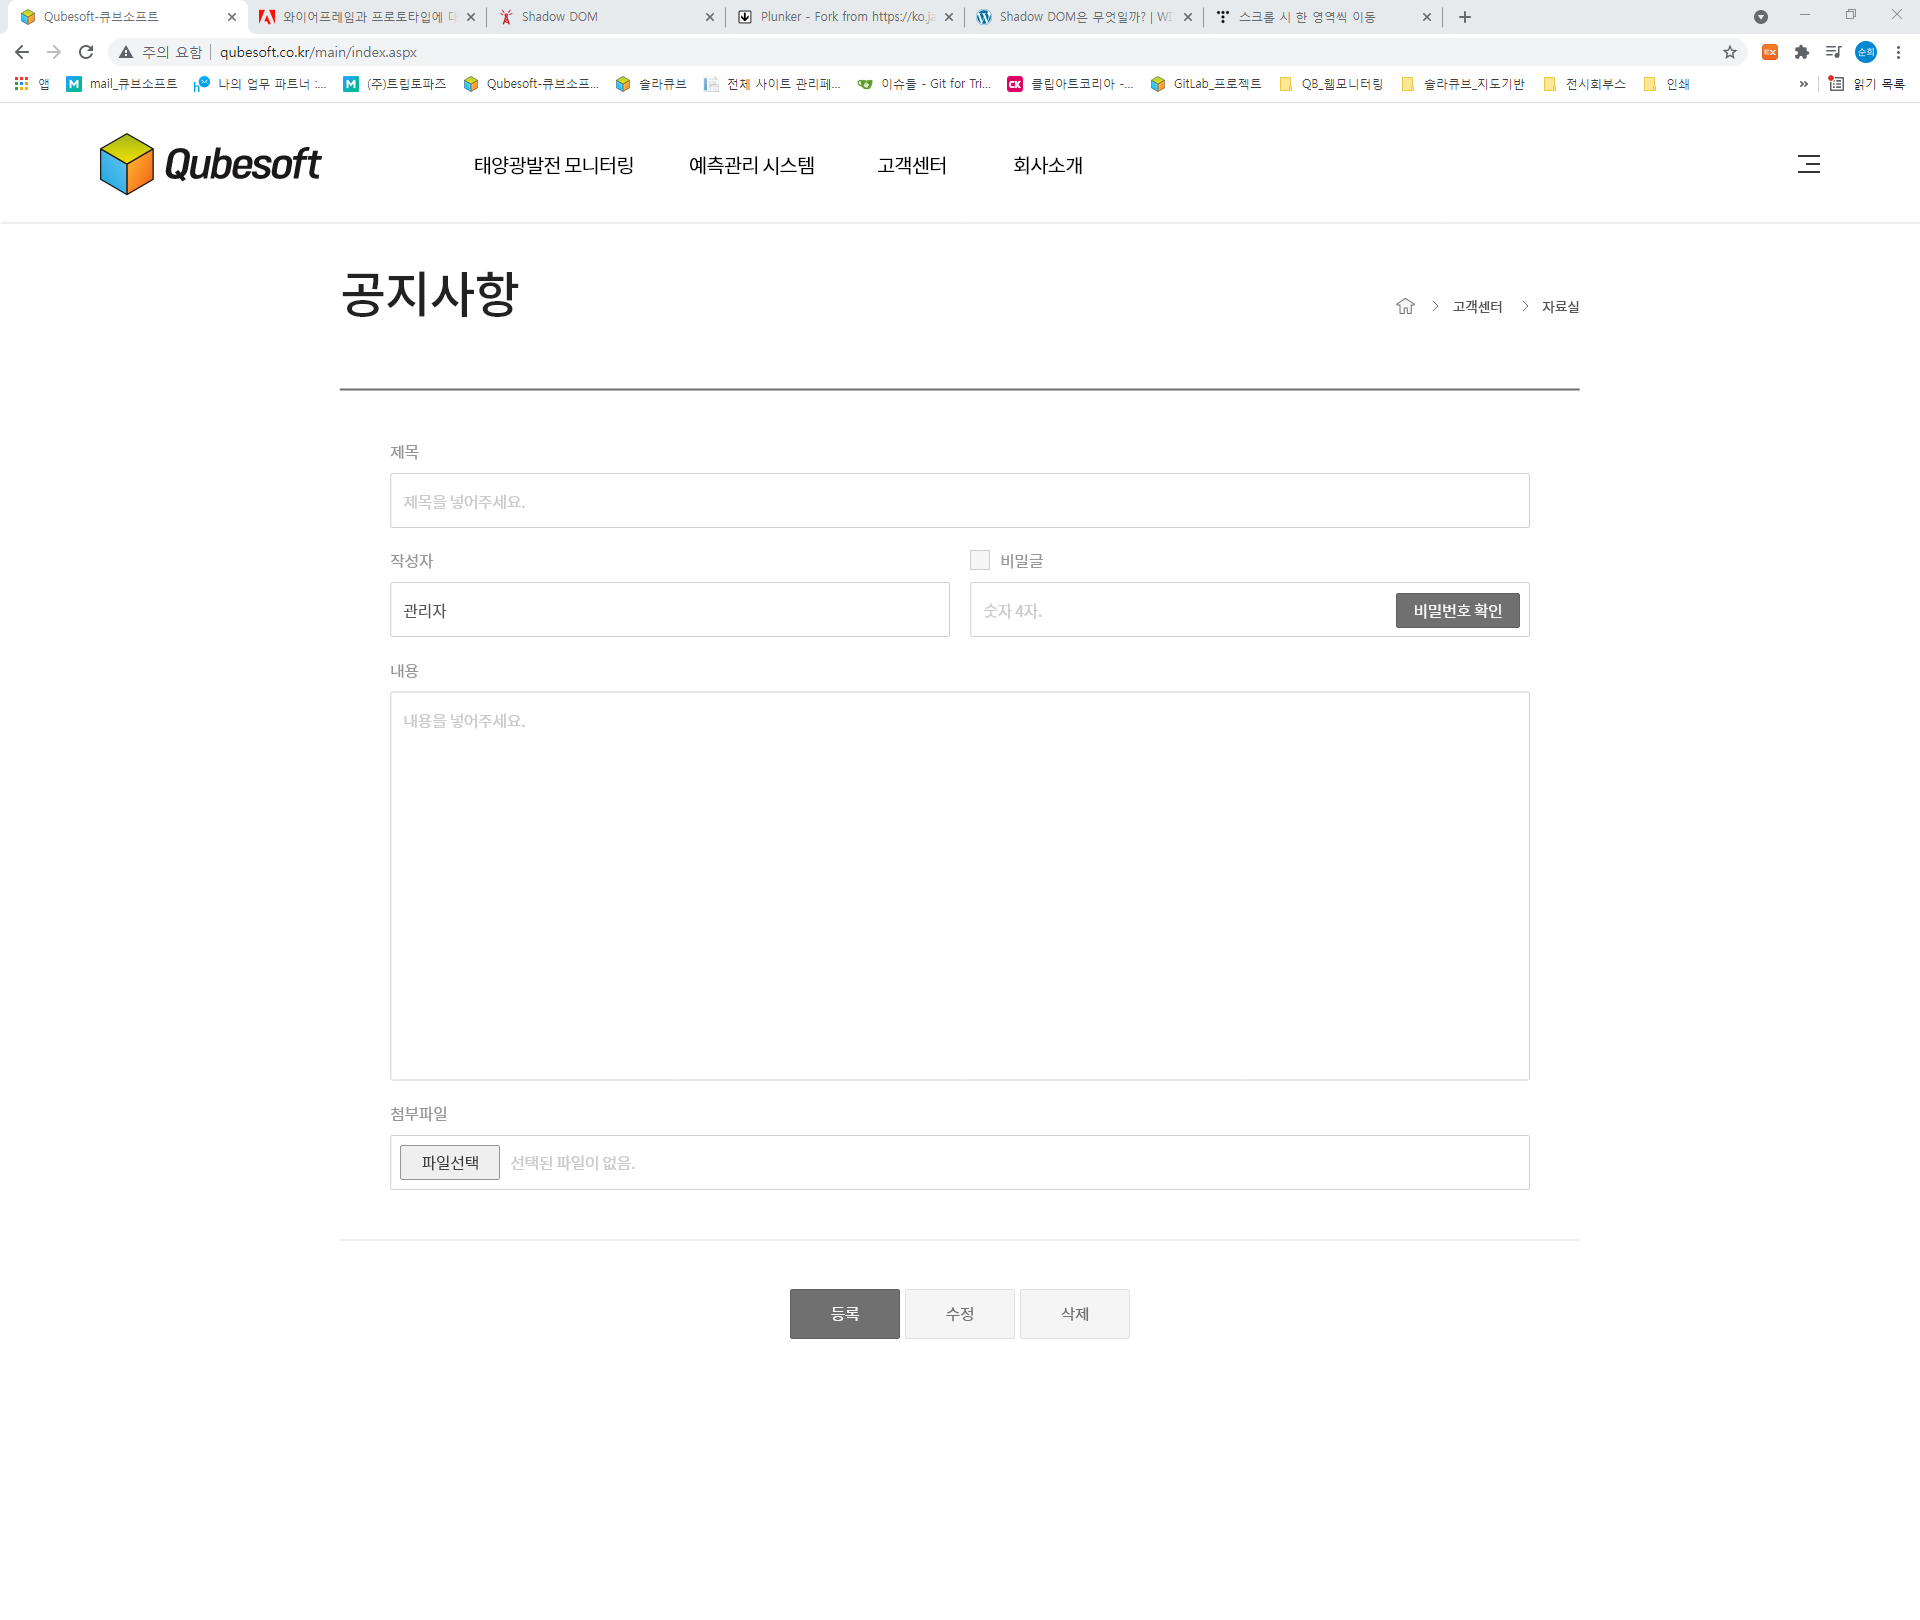 Qubesoft-큐브소프트
와이어프레임과 프로토타입에 대
Shadow DOM
Plunker - Fork from https://ko.ja
Shadow DOM은 무엇일까? | WI
스크롤 시 한 영역씩 이동
주의 요함 | qubesoft.co.kr/main/index.aspx
EX
순희
앱
M mail_큐브소프트
h 나의 업무 파트너 :...
M (주)트립토파즈
Qubesoft-큐브소프...
솔라큐브
전체 사이트 관리페...
이슈들 - Git for Tri...
CK 클립아트코리아 -...
GitLab_프로젝트
QB_웹모니터링
솔라큐브_지도기반
전시회부스
인쇄
»
읽기 목록
Qubesoft
태양광발전 모니터링
예측관리 시스템
고객센터
회사소개
공지사항
고객센터
자료실
제목
제목을 넣어주세요.
작성자
비밀글
관리자
숫자 4자.
비밀번호 확인
내용
내용을 넣어주세요.
첨부파일
파일선택
선택된 파일이 없음.
등록
수정
삭제